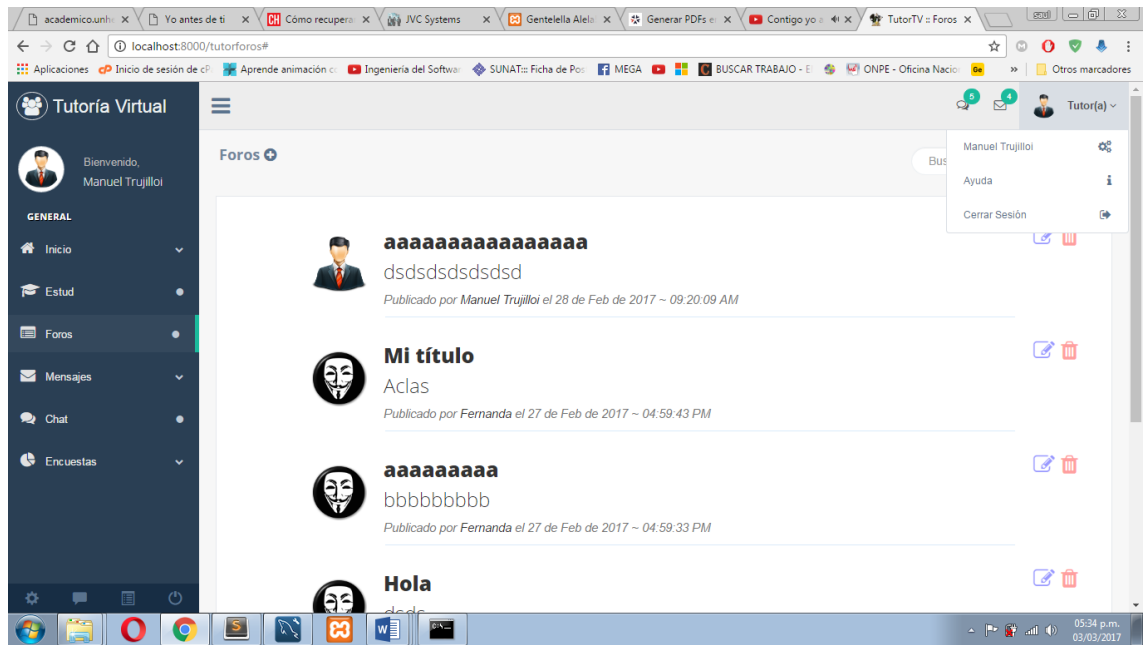 academico.unh
Yo antes de ti
Cómo recupera
JVC Systems
Gentelella Alela
Generar PDFs e
Contigo yo a
TutorTV :: Foros
localhost:8000/tutorforos#
Aplicaciones
Inicio de sesión de cP
Aprende animación c
Ingeniería del Softwar
SUNAT::: Ficha de Pos
MEGA
BUSCAR TRABAJO - E
ONPE - Oficina Nacio
Ge
»
Otros marcadores
Tutoría Virtual
5
4
Tutor(a)
Bienvenido,
Manuel Trujilloi
Foros
Bus
Manuel Trujilloi
Ayuda
Cerrar Sesión
GENERAL
Inicio
Estud
Foros
Mensajes
Chat
Encuestas
aaaaaaaaaaaaaaaa
dsdsdsdsdsdsd
Publicado por Manuel Trujilloi el 28 de Feb de 2017 ~ 09:20:09 AM
Mi título
Aclas
Publicado por Fernanda el 27 de Feb de 2017 ~ 04:59:43 PM
aaaaaaaaa
bbbbbbbbb
Publicado por Fernanda el 27 de Feb de 2017 ~ 04:59:33 PM
Hola
dsds
05:34 p.m.
03/03/2017